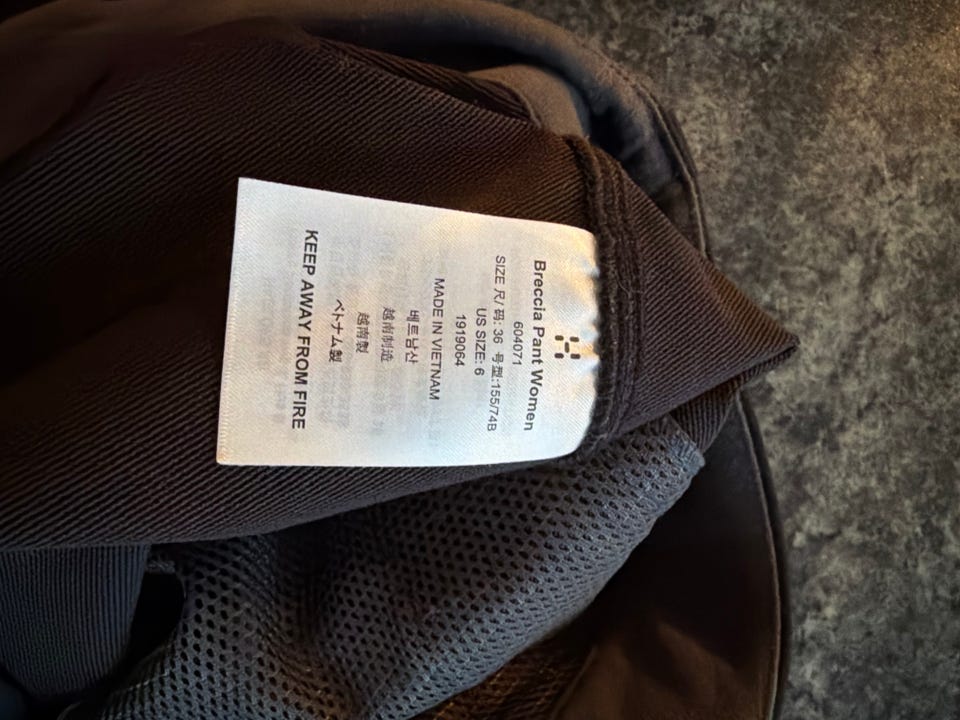 Breccia Pant Women
604071
SIZE 尺/码: 36 号型:155/74B
US SIZE: 6
1919064
MADE IN VIETNAM
베트남산
越南制造
越南製
ベトナム製
KEEP AWAY FROM FIRE